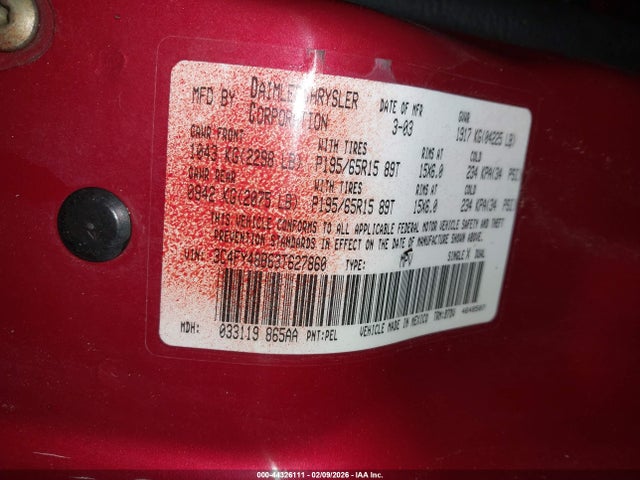 MFD BY DAIMLERCHRYSLER CORPORATION
DATE OF MFR 3-03
GVWR 1917 KG(04225 LB)
GAWR FRONT WITH TIRES RIMS AT COLD
1043 KG(2298 LB) P195/65R15 89T 15X6.0 234 KPA(34 PSI
GAWR REAR WITH TIRES RIMS AT COLD
0942 KG(2075 LB) P195/65R15 89T 15X6.0 234 KPA(34 PSI
THIS VEHICLE CONFORMS TO ALL APPLICABLE FEDERAL MOTOR VEHICLE SAFETY AND
PREVENTION STANDARDS IN EFFECT ON THE DATE OF MANUFACTURE SHOWN ABOVE.
VIN: TYPE: MPV SINGLE X DUAL
MDH: 033119 865AA PNT:PEL VEHICLE MADE IN MEXICO
000-44326111 - 02/09/2026 - IAA Inc.